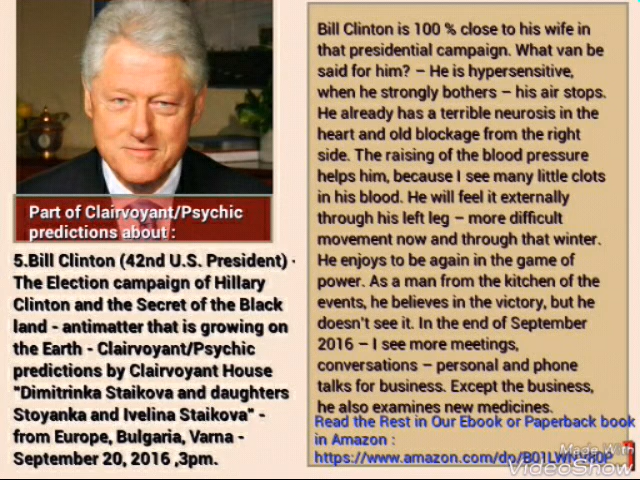 Part of Clairvoyant/Psychic
predictions about :
5.Bill Clinton (42nd U.S. President) -
The Election campaign of Hillary
Clinton and the Secret of the Black
land - antimatter that is growing on
the Earth - Clairvoyant/Psychic
predictions by Clairvoyant House
"Dimitrinka Staikova and daughters
Stoyanka and Ivelina Staikova" -
from Europe, Bulgaria, Varna -
September 20, 2016 ,3pm.
Bill Clinton is 100 % close to his wife in
that presidential campaign. What van be
said for him? – He is hypersensitive,
when he strongly bothers – his air stops.
He already has a terrible neurosis in the
heart and old blockage from the right
side. The raising of the blood pressure
helps him, because I see many little clots
in his blood. He will feel it externally
through his left leg – more difficult
movement now and through that winter.
He enjoys to be again in the game of
power. As a man from the kitchen of the
events, he believes in the victory, but he
doesn't see it. In the end of September
2016 – I see more meetings,
conversations – personal and phone
talks for business. Except the business,
he also examines new medicines.
Read the Rest in Our Ebook or Paperback book
in Amazon :
https://www.amazon.com/dp/
Made With
VideoShow